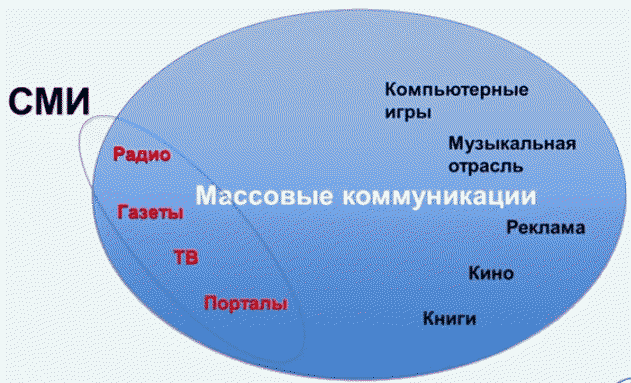 СМИ
Радио
Газеты
ТВ
Порталы
Массовые коммуникации
Компьютерные
игры
Музыкальная
отрасль
Реклама
Кино
Книги